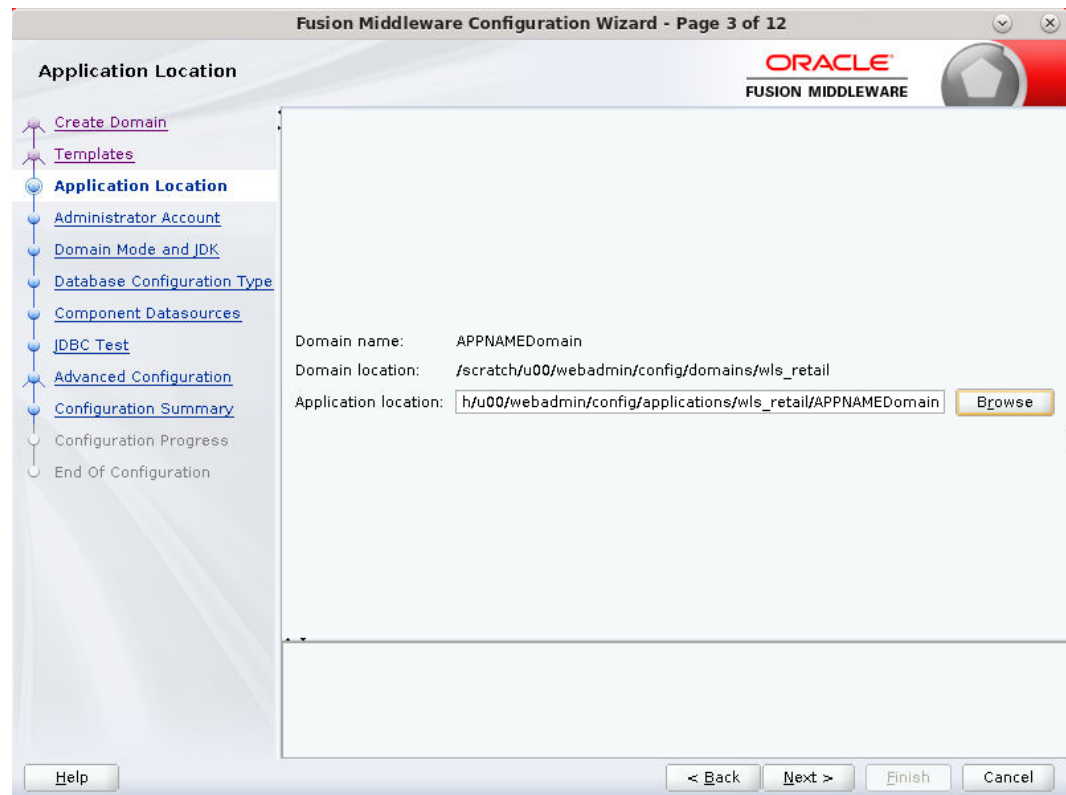 Fusion Middleware Configuration Wizard - Page 3 of 12
Application Location
ORACLE
FUSION MIDDLEWARE
Create Domain
Templates
Application Location
Administrator Account
Domain Mode and JDK
Database Configuration Type
Component Datasources
JDBC Test
Advanced Configuration
Configuration Summary
Configuration Progress
End Of Configuration
Domain name: APPNAMEDomain
Domain location: /scratch/u00/webadmin/config/domains/wls_retail
Application location: h/u00/webadmin/config/applications/wls_retail/APPNAMEDomain Browse
Help < Back Next > Finish Cancel